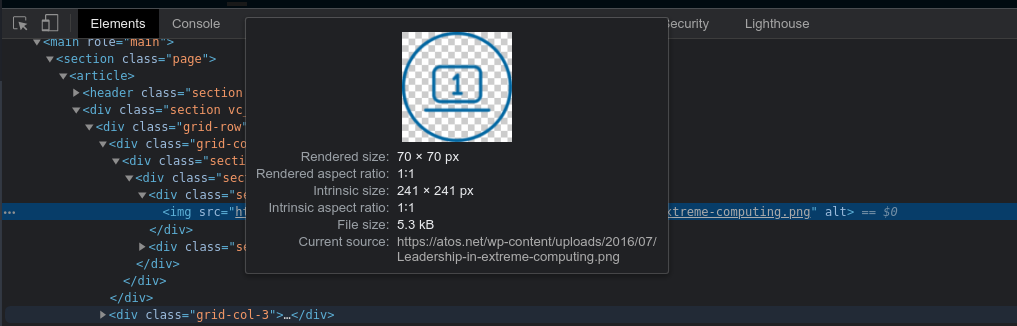 Elements Console Security Lighthouse
<main role="main">
<section class="page">
<article>
<header class="section
<div class="section vc_
<div class="grid-row"
<div class="grid-co
<div class="secti
<div class="sec
<div class="se
<img src="ht xtreme-computing.png" alt> == $0
</div>
<div class="se
</div>
</div>
</div>
<div class="grid-col-3">…</div>
1
Rendered size: 70 × 70 px
Rendered aspect ratio: 1:1
Intrinsic size: 241 × 241 px
Intrinsic aspect ratio: 1:1
File size: 5.3 kB
Current source: https://atos.net/wp-content/uploads/2016/07/
Leadership-in-extreme-computing.png